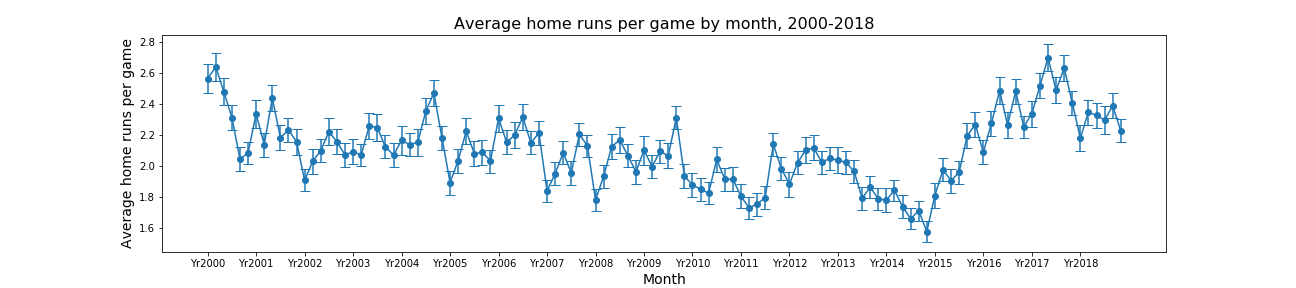 Average home runs per game by month, 2000-2018
Average home runs per game
2.8
2.6
2.4
2.2
2.0
1.8
1.6
Yr2000 Yr2001 Yr2002 Yr2003 Yr2004 Yr2005 Yr2006 Yr2007 Yr2008 Yr2009 Yr2010 Yr2011 Yr2012 Yr2013 Yr2014 Yr2015 Yr2016 Yr2017 Yr2018
Month